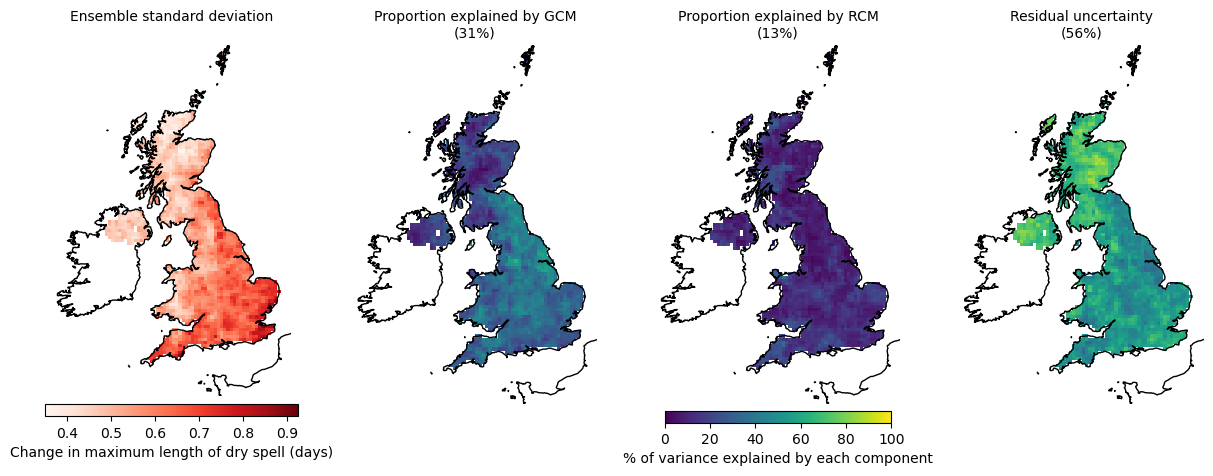 Ensemble standard deviation
Proportion explained by GCM
(31%)
Proportion explained by RCM
(13%)
Residual uncertainty
(56%)
0.4 0.5 0.6 0.7 0.8 0.9
Change in maximum length of dry spell (days)
0 20 40 60 80 100
% of variance explained by each component